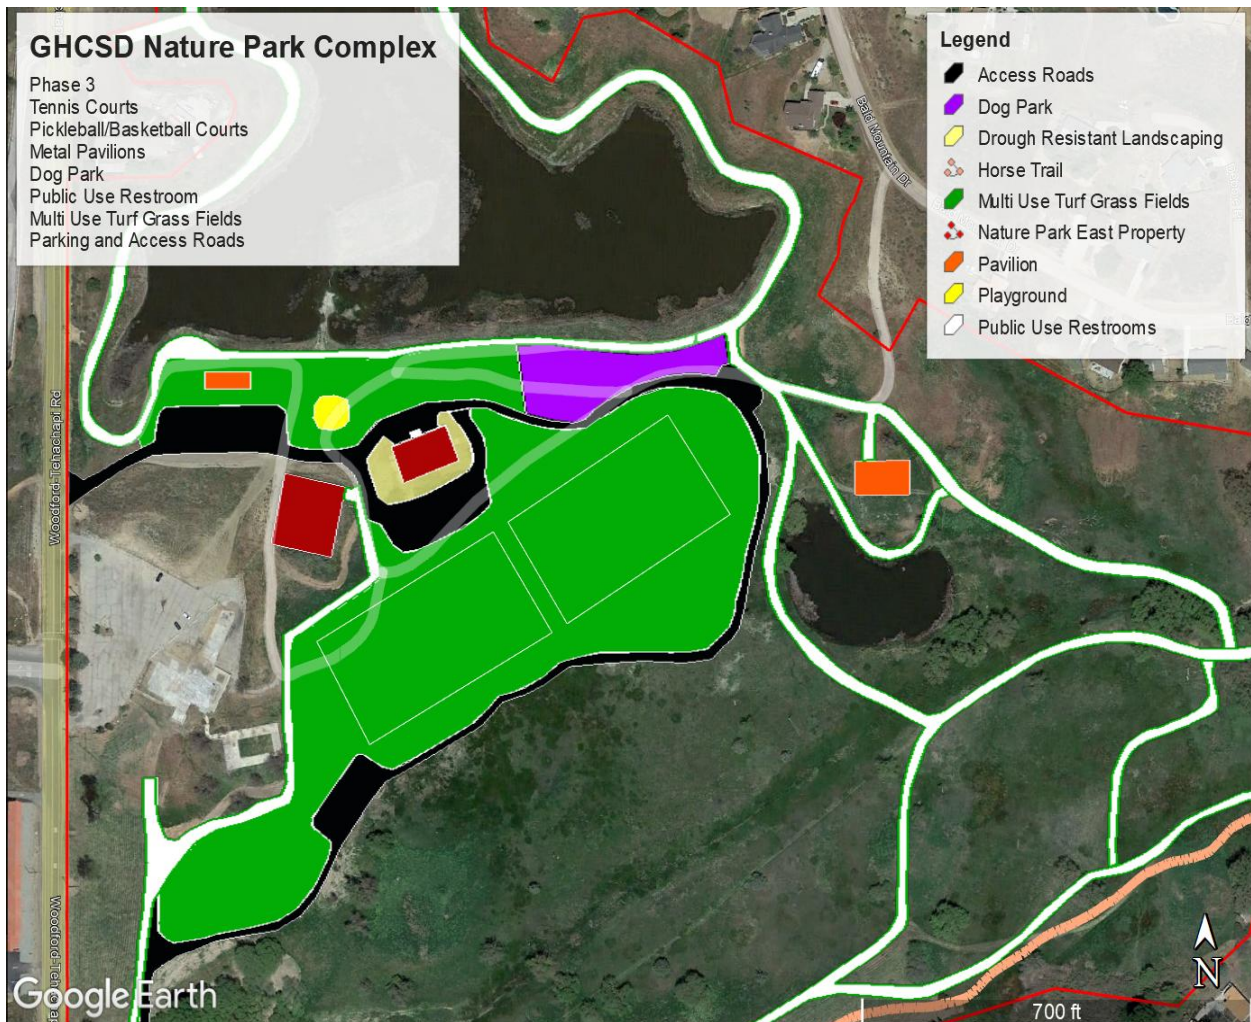 GHCSD Nature Park Complex
Phase 3
Tennis Courts
Pickleball/Basketball Courts
Metal Pavilions
Dog Park
Public Use Restroom
Multi Use Turf Grass Fields
Parking and Access Roads
Legend
Access Roads
Dog Park
Drough Resistant Landscaping
Horse Trail
Multi Use Turf Grass Fields
Nature Park East Property
Pavilion
Playground
Public Use Restrooms
Bald Mountain Dr
Woodford-Tehachapi Rd
Woodford-Tehachap
Google Earth
N
700 ft